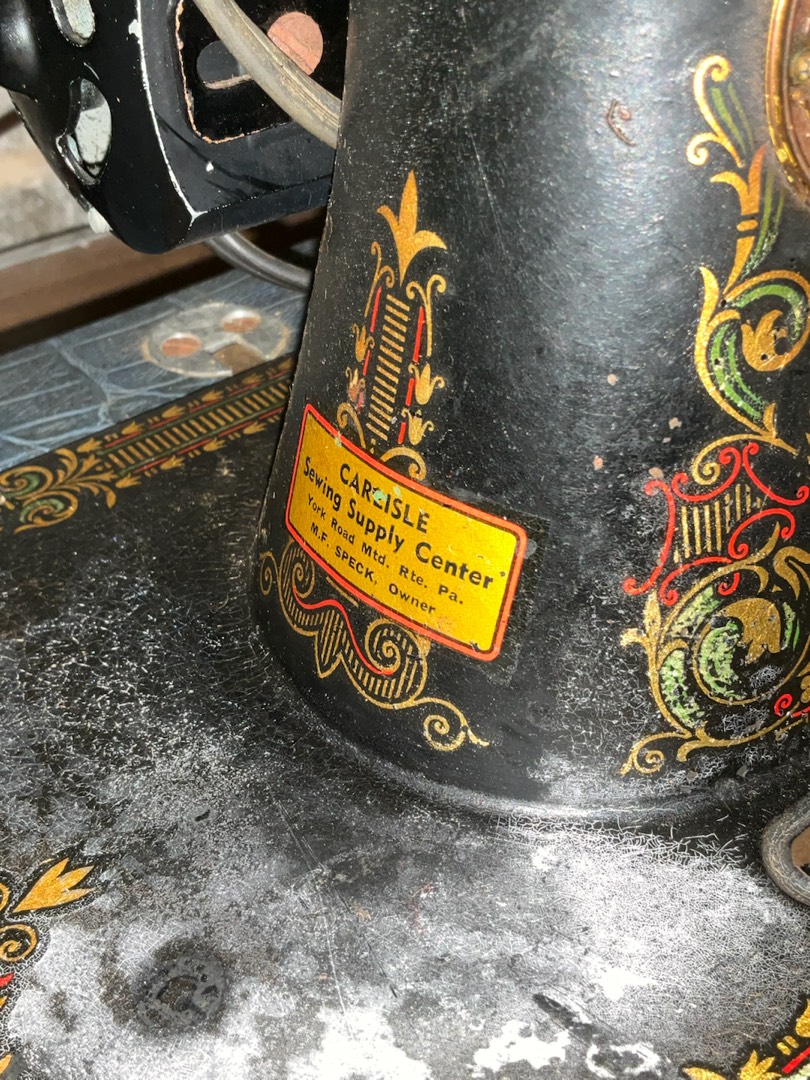 CARLISLE
Sewing Supply Center
York Road Mtd. Rte. Pa.
M.F. SPECK, Owner